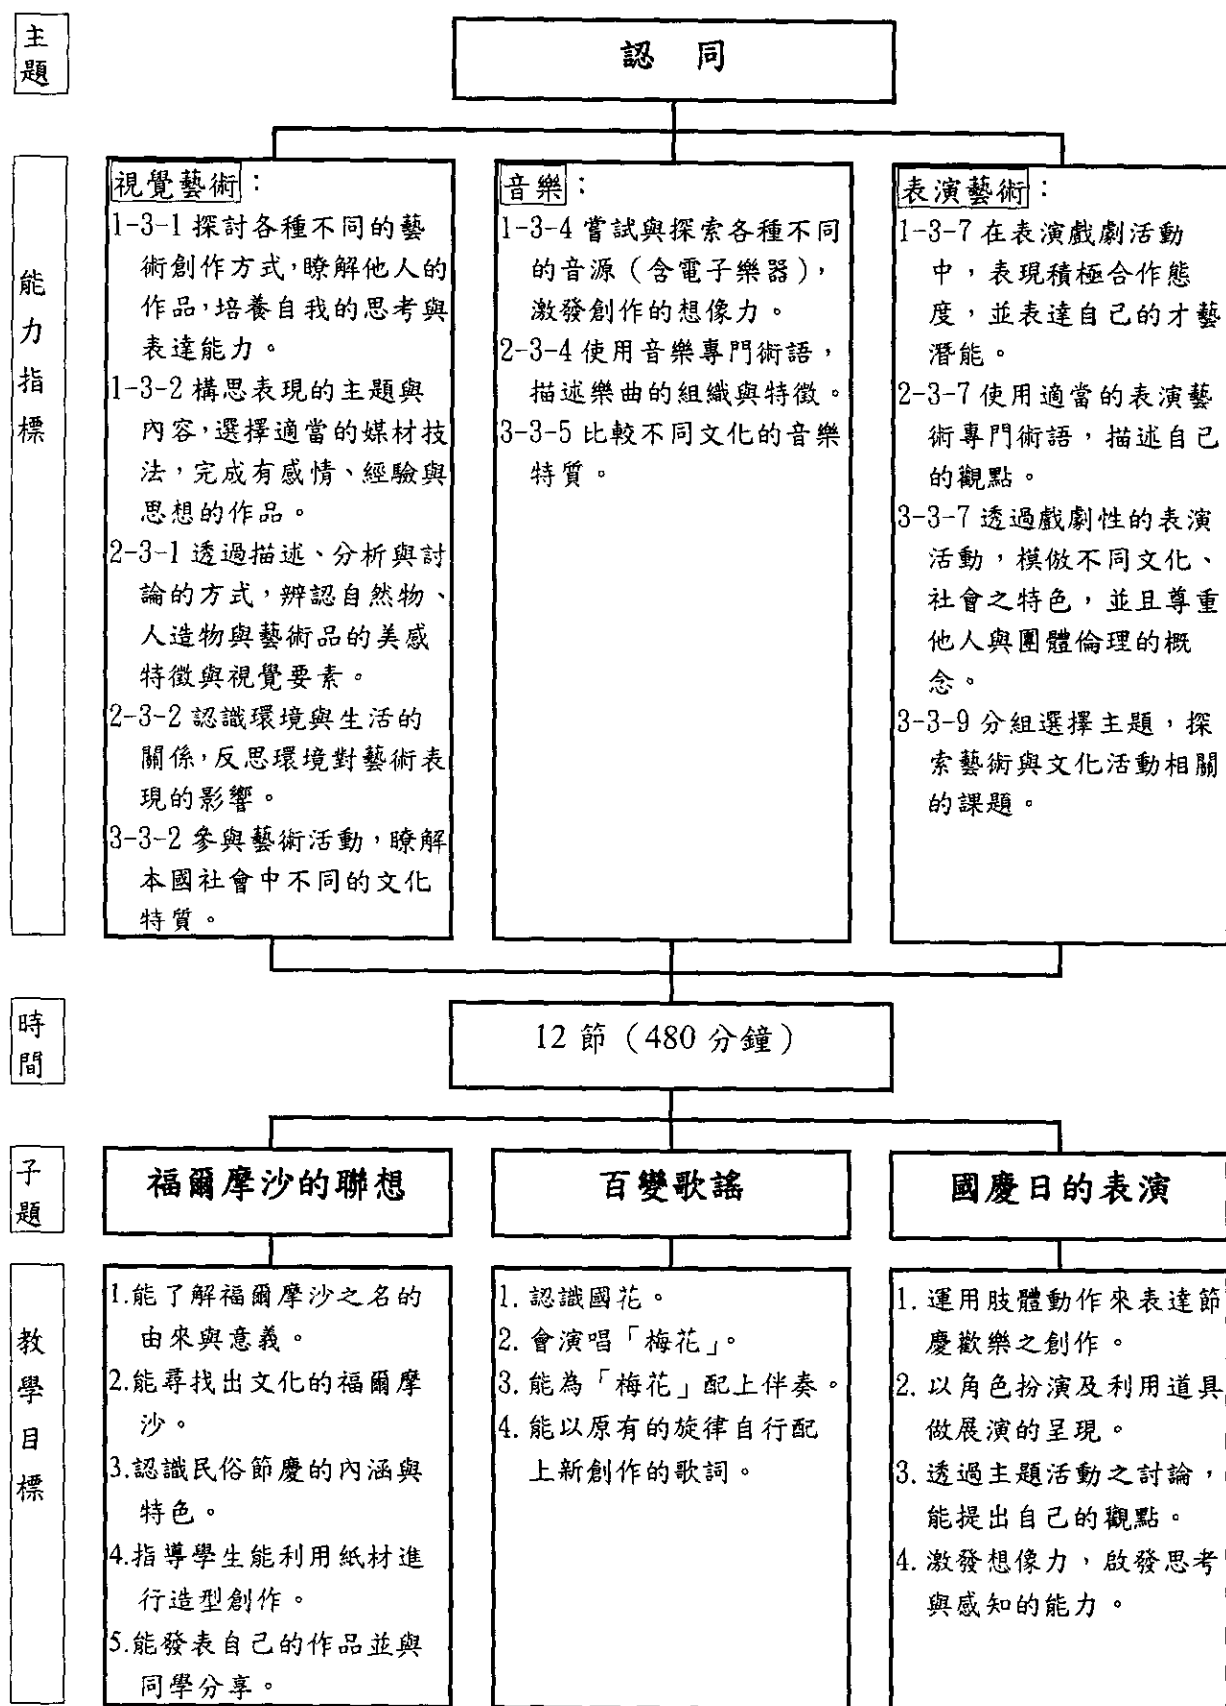 主題
認 同
能力指標
視覺藝術：
1-3-1 探討各種不同的藝
術創作方式，瞭解他人的
作品，培養自我的思考與
表達能力。
1-3-2 構思表現的主題與
內容，選擇適當的媒材技
法，完成有感情、經驗與
思想的作品。
2-3-1 透過描述、分析與討
論的方式，辨認自然物、
人造物與藝術品的美感
特徵與視覺要素。
2-3-2 認識環境與生活的
關係，反思環境對藝術表
現的影響。
3-3-2 參與藝術活動，瞭解
本國社會中不同的文化
特質。
音樂：
1-3-4 嘗試與探索各種不同
的音源（含電子樂器），
激發創作的想像力。
2-3-4 使用音樂專門術語，
描述樂曲的組織與特徵。
3-3-5 比較不同文化的音樂
特質。
表演藝術：
1-3-7 在表演戲劇活動
中，表現積極合作態
度，並表達自己的才藝
潛能。
2-3-7 使用適當的表演藝
術專門術語，描述自己
的觀點。
3-3-7 透過戲劇性的表演
活動，模倣不同文化、
社會之特色，並且尊重
他人與團體倫理的概
念。
3-3-9 分組選擇主題，探
索藝術與文化活動相關
的課題。
時間
12 節（480 分鐘）
子題
福爾摩沙的聯想
百變歌謠
國慶日的表演
教學目標
1.能了解福爾摩沙之名的
由來與意義。
2.能尋找出文化的福爾摩
沙。
3.認識民俗節慶的內涵與
特色。
4.指導學生能利用紙材進
行造型創作。
5.能發表自己的作品並與
同學分享。
1. 認識國花。
2. 會演唱「梅花」。
3. 能為「梅花」配上伴奏。
4. 能以原有的旋律自行配
上新創作的歌詞。
1. 運用肢體動作來表達節
慶歡樂之創作。
2. 以角色扮演及利用道具
做展演的呈現。
3. 透過主題活動之討論，
能提出自己的觀點。
4. 激發想像力，啟發思考
與感知的能力。